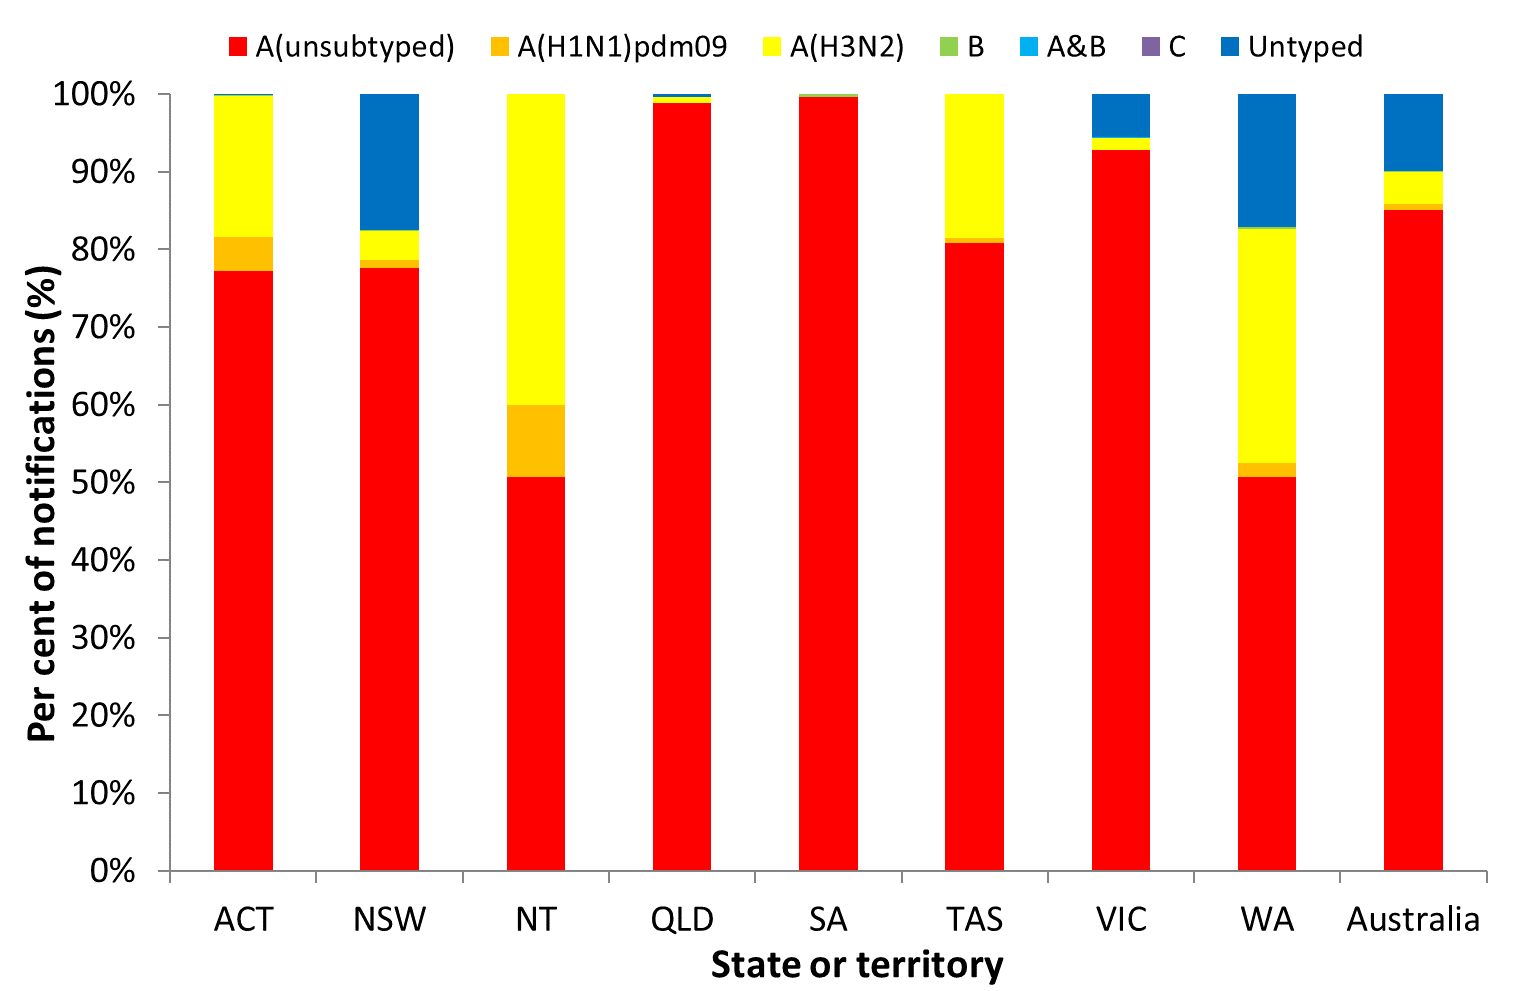 A(unsubtyped) A(H1N1)pdm09 A(H3N2) B A&B C Untyped
100%
90%
80%
70%
60%
50%
40%
30%
20%
10%
0%
Per cent of notifications (%)
ACT NSW NT QLD SA TAS VIC WA Australia
State or territory